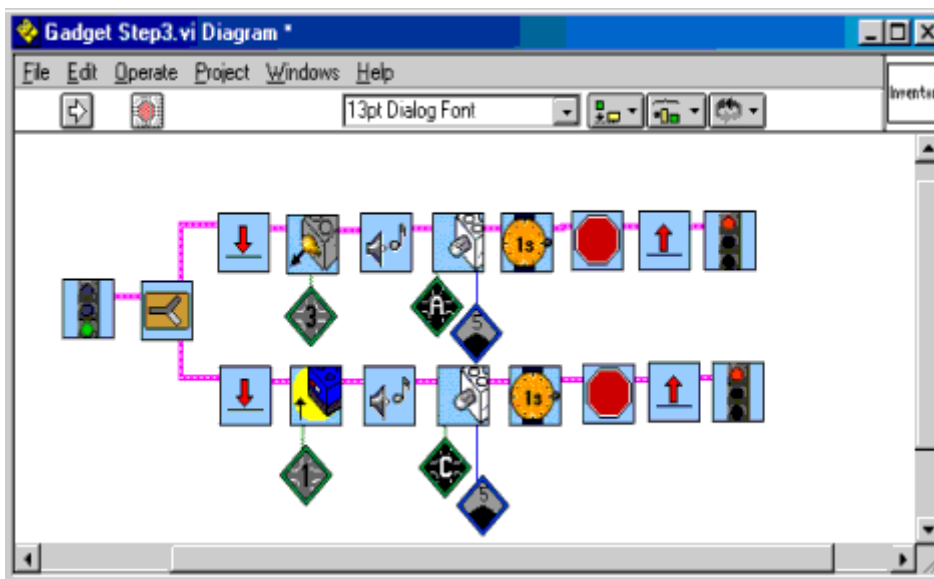 Gadget Step3.vi Diagram *
File Edit Operate Project Windows Help
13pt Dialog Font
1s
3
A
5
1s
1
C
5